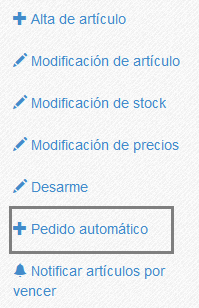 Alta de artículo
Modificación de artículo
Modificación de stock
Modificación de precios
Desarme
Pedido automático
Notificar artículos por
vencer